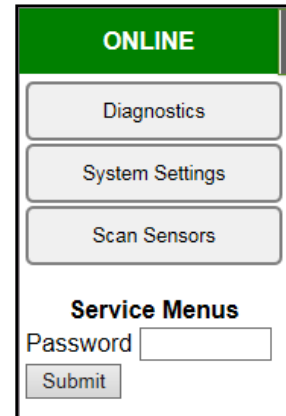 ONLINE
Diagnostics
System Settings
Scan Sensors
Service Menus
Password
Submit